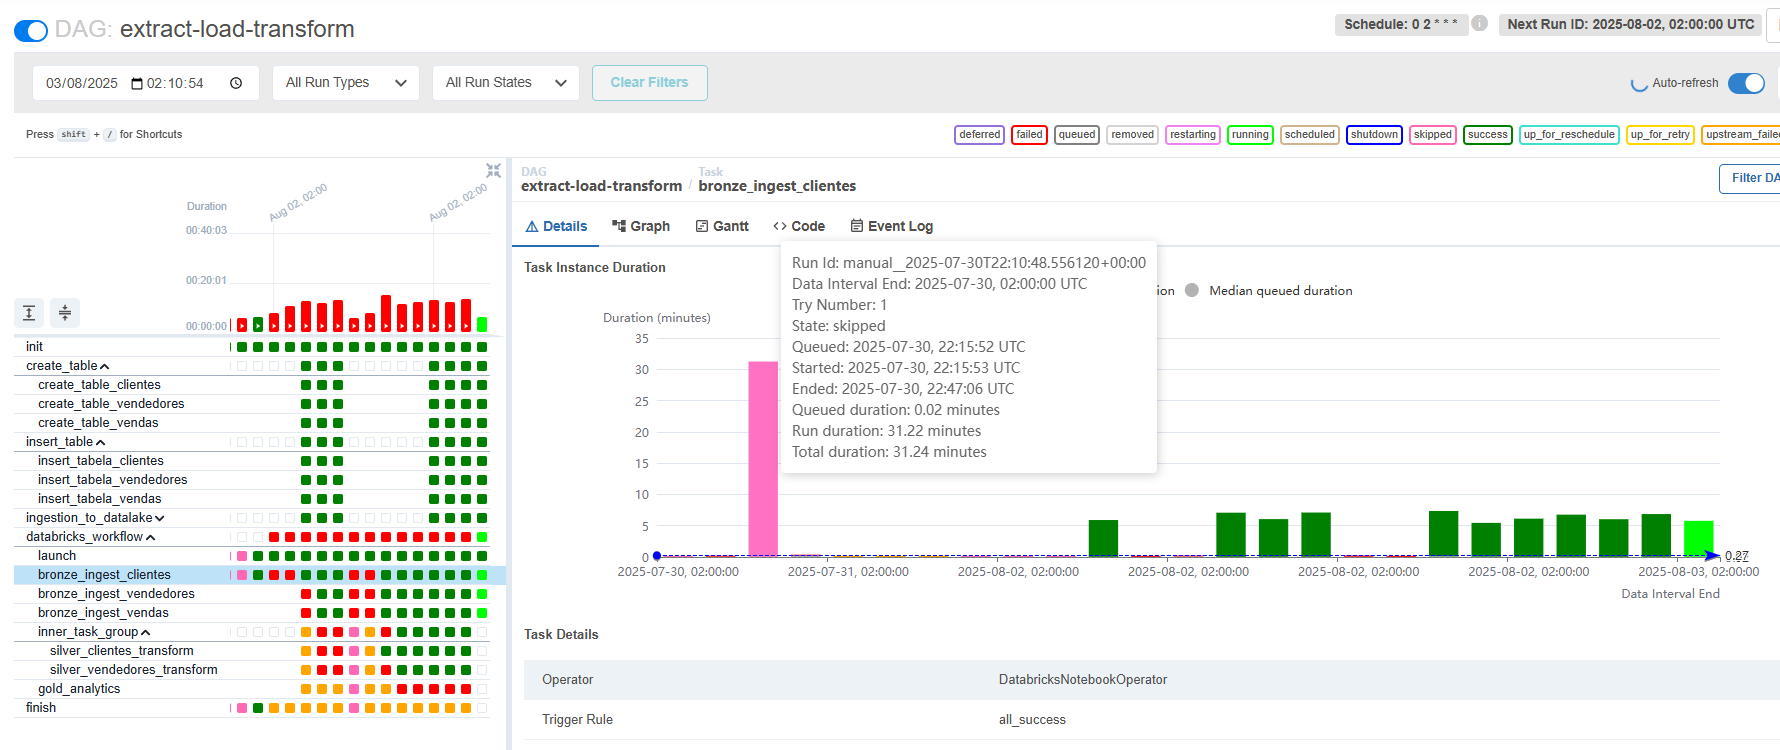 DAG: extract-load-transform
Schedule: 0 2 * * *
Next Run ID: 2025-08-02, 02:00:00 UTC
03/08/2025 02:10:54
All Run Types
All Run States
Clear Filters
Auto-refresh
Press shift + / for Shortcuts
deferred
failed
queued
removed
restarting
running
scheduled
shutdown
skipped
success
up_for_reschedule
up_for_retry
upstream_failed
Duration
Aug 02, 02:00
Aug 02, 02:00
00:40:03
00:20:01
00:00:00
init
create_table
create_table_clientes
create_table_vendedores
create_table_vendas
insert_table
insert_tabela_clientes
insert_tabela_vendedores
insert_tabela_vendas
ingestion_to_datalake
databricks_workflow
launch
bronze_ingest_clientes
bronze_ingest_vendedores
bronze_ingest_vendas
inner_task_group
silver_clientes_transform
silver_vendedores_transform
gold_analytics
finish
DAG
extract-load-transform
/
Task
bronze_ingest_clientes
Filter DA
Details
Graph
Gantt
Code
Event Log
Task Instance Duration
Run Id: manual__2025-07-30T22:10:48.556120+00:00
Data Interval End: 2025-07-30, 02:00:00 UTC
Try Number: 1
State: skipped
Queued: 2025-07-30, 22:15:52 UTC
Started: 2025-07-30, 22:15:53 UTC
Ended: 2025-07-30, 22:47:06 UTC
Queued duration: 0.02 minutes
Run duration: 31.22 minutes
Total duration: 31.24 minutes
ion
Median queued duration
Duration (minutes)
35
30
25
20
15
10
5
0
2025-07-30, 02:00:00
2025-07-31, 02:00:00
2025-08-02, 02:00:00
2025-08-02, 02:00:00
2025-08-02, 02:00:00
2025-08-02, 02:00:00
2025-08-03, 02:00:00
Data Interval End
Task Details
Operator
DatabricksNotebookOperator
Trigger Rule
all_success